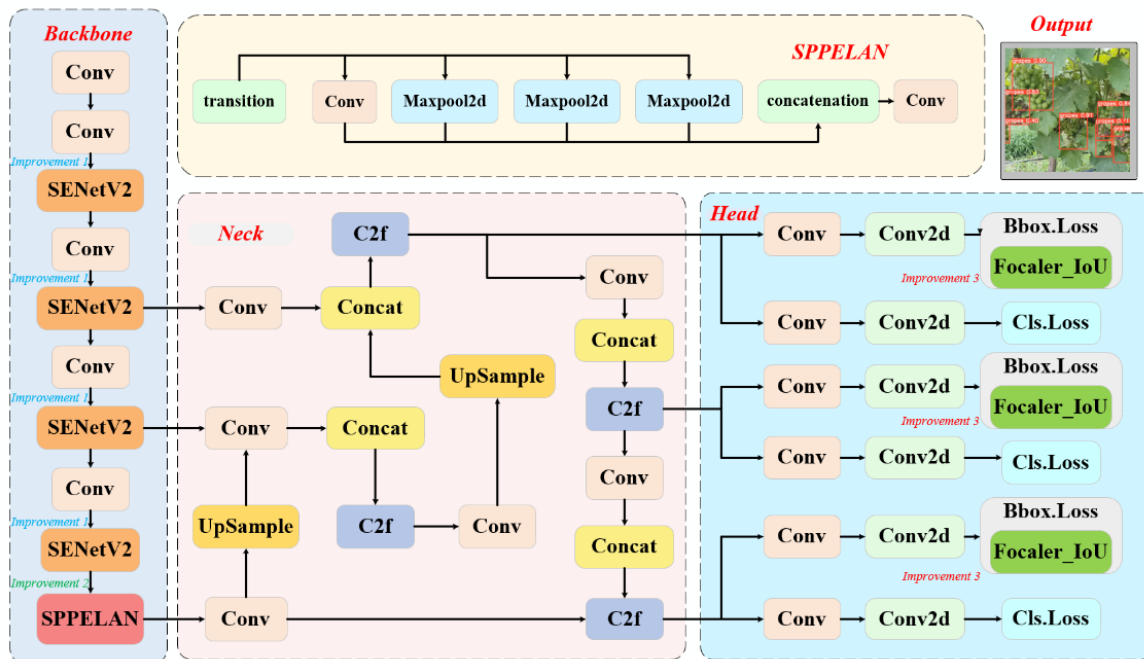 Backbone
Conv
Conv
Improvement 1
SENetV2
Conv
Improvement 1
SENetV2
Conv
Improvement 1
SENetV2
Conv
Improvement 1
SENetV2
Improvement 2
SPPELAN
SPPELAN
transition
Conv
Maxpool2d
Maxpool2d
Maxpool2d
concatenation
Conv
Output
grapes 0.90
Neck
C2f
Conv
Concat
Conv
Concat
UpSample
C2f
Conv
Concat
Conv
UpSample
C2f
Conv
Concat
Conv
C2f
Head
Conv
Conv2d
Bbox.Loss
Focaler_IoU
Improvement 3
Conv
Conv2d
Cls.Loss
Conv
Conv2d
Bbox.Loss
Focaler_IoU
Improvement 3
Conv
Conv2d
Cls.Loss
Conv
Conv2d
Bbox.Loss
Focaler_IoU
Improvement 3
Conv
Conv2d
Cls.Loss